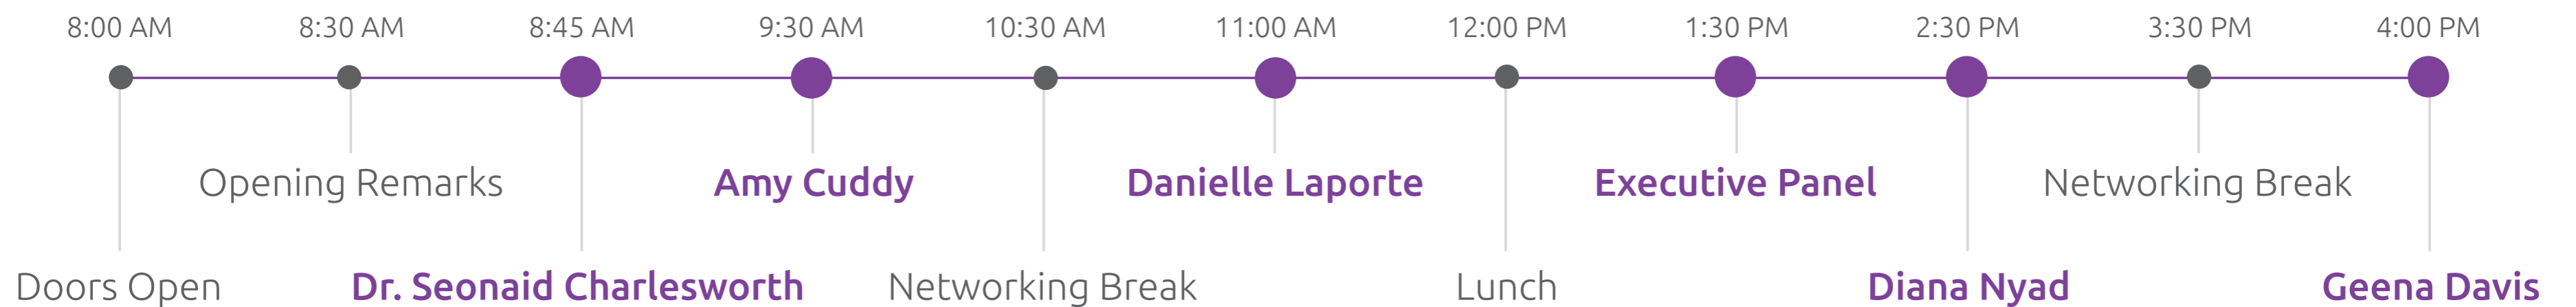 8:00 AM 8:30 AM 8:45 AM 9:30 AM 10:30 AM 11:00 AM 12:00 PM 1:30 PM 2:30 PM 3:30 PM 4:00 PM
Opening Remarks Amy Cuddy Danielle Laporte Executive Panel Networking Break
Doors Open Dr. Seonaid Charlesworth Networking Break Lunch Diana Nyad Geena Davis